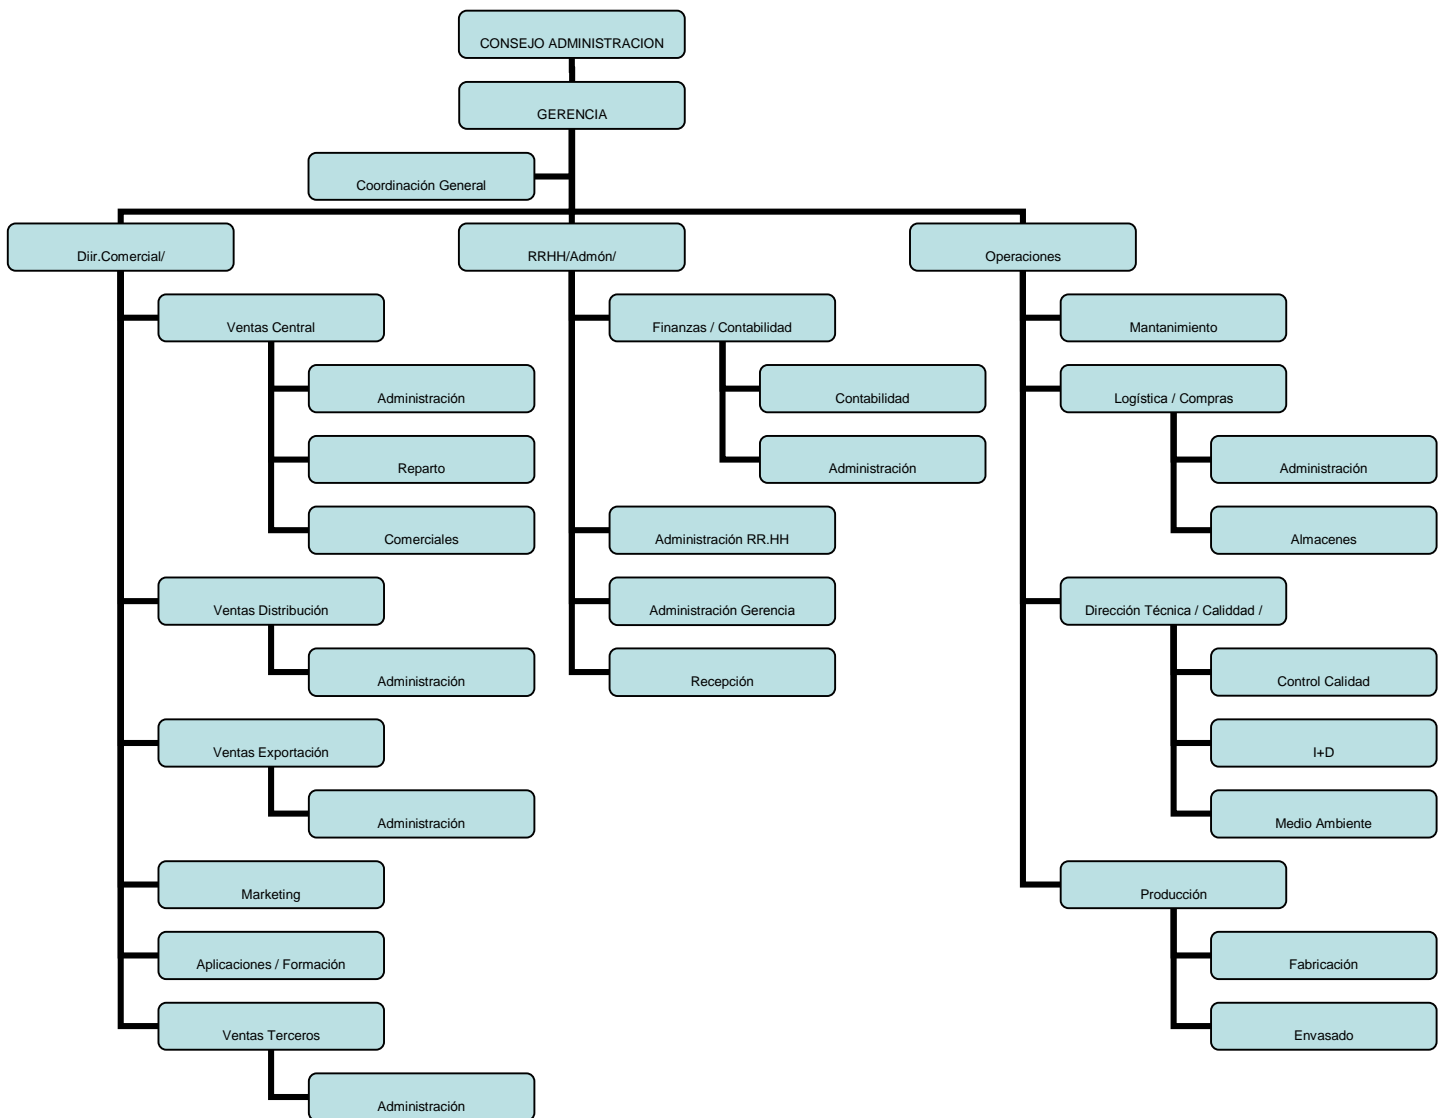 CONSEJO ADMINISTRACION
GERENCIA
Coordinación General
Diir.Comercial/
RRHH/Admón/
Operaciones
Ventas Central
Administración
Reparto
Comerciales
Ventas Distribución
Administración
Ventas Exportación
Administración
Marketing
Aplicaciones / Formación
Ventas Terceros
Administración
Finanzas / Contabilidad
Contabilidad
Administración
Administración RR.HH
Administración Gerencia
Recepción
Mantanimiento
Logística / Compras
Administración
Almacenes
Dirección Técnica / Caliddad /
Control Calidad
I+D
Medio Ambiente
Producción
Fabricación
Envasado